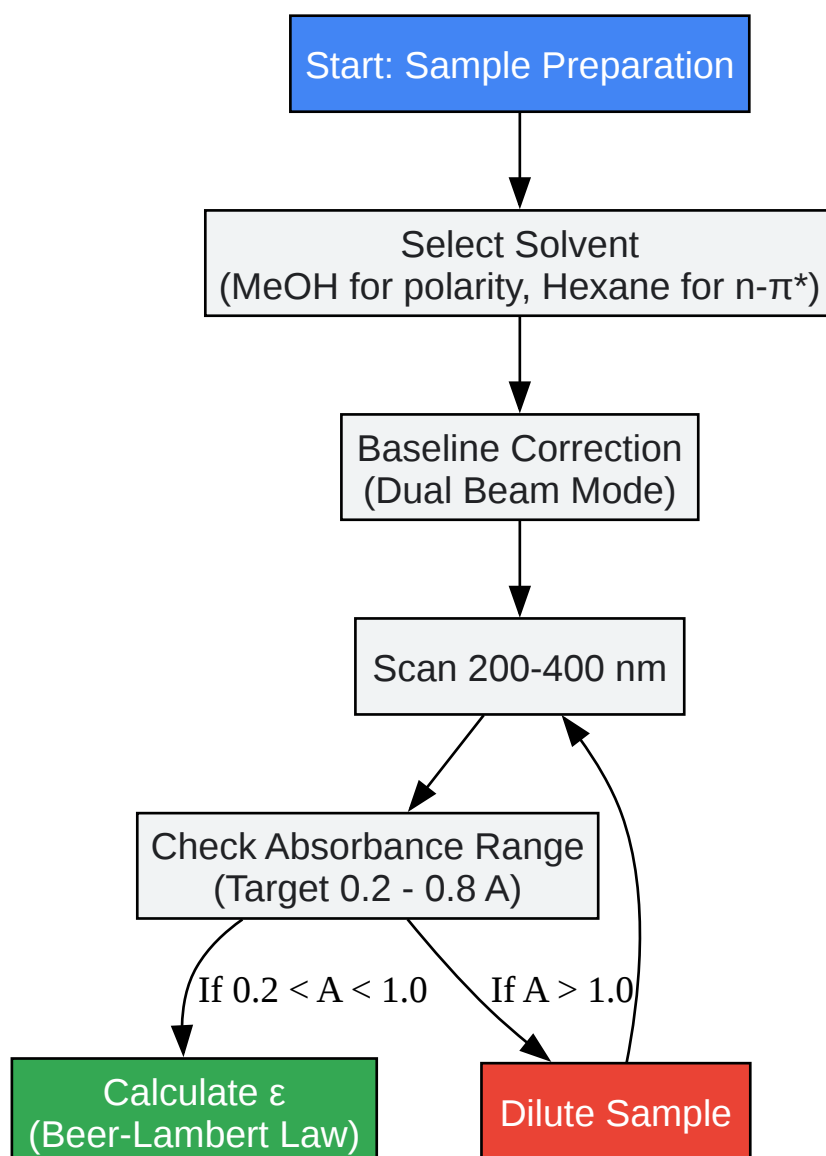 Start: Sample Preparation
Select Solvent
(MeOH for polarity, Hexane for n-π*)
Baseline Correction
(Dual Beam Mode)
Scan 200-400 nm
Check Absorbance Range
(Target 0.2 - 0.8 A)
If 0.2 < A < 1.0
If A > 1.0
Calculate ε
(Beer-Lambert Law)
Dilute Sample